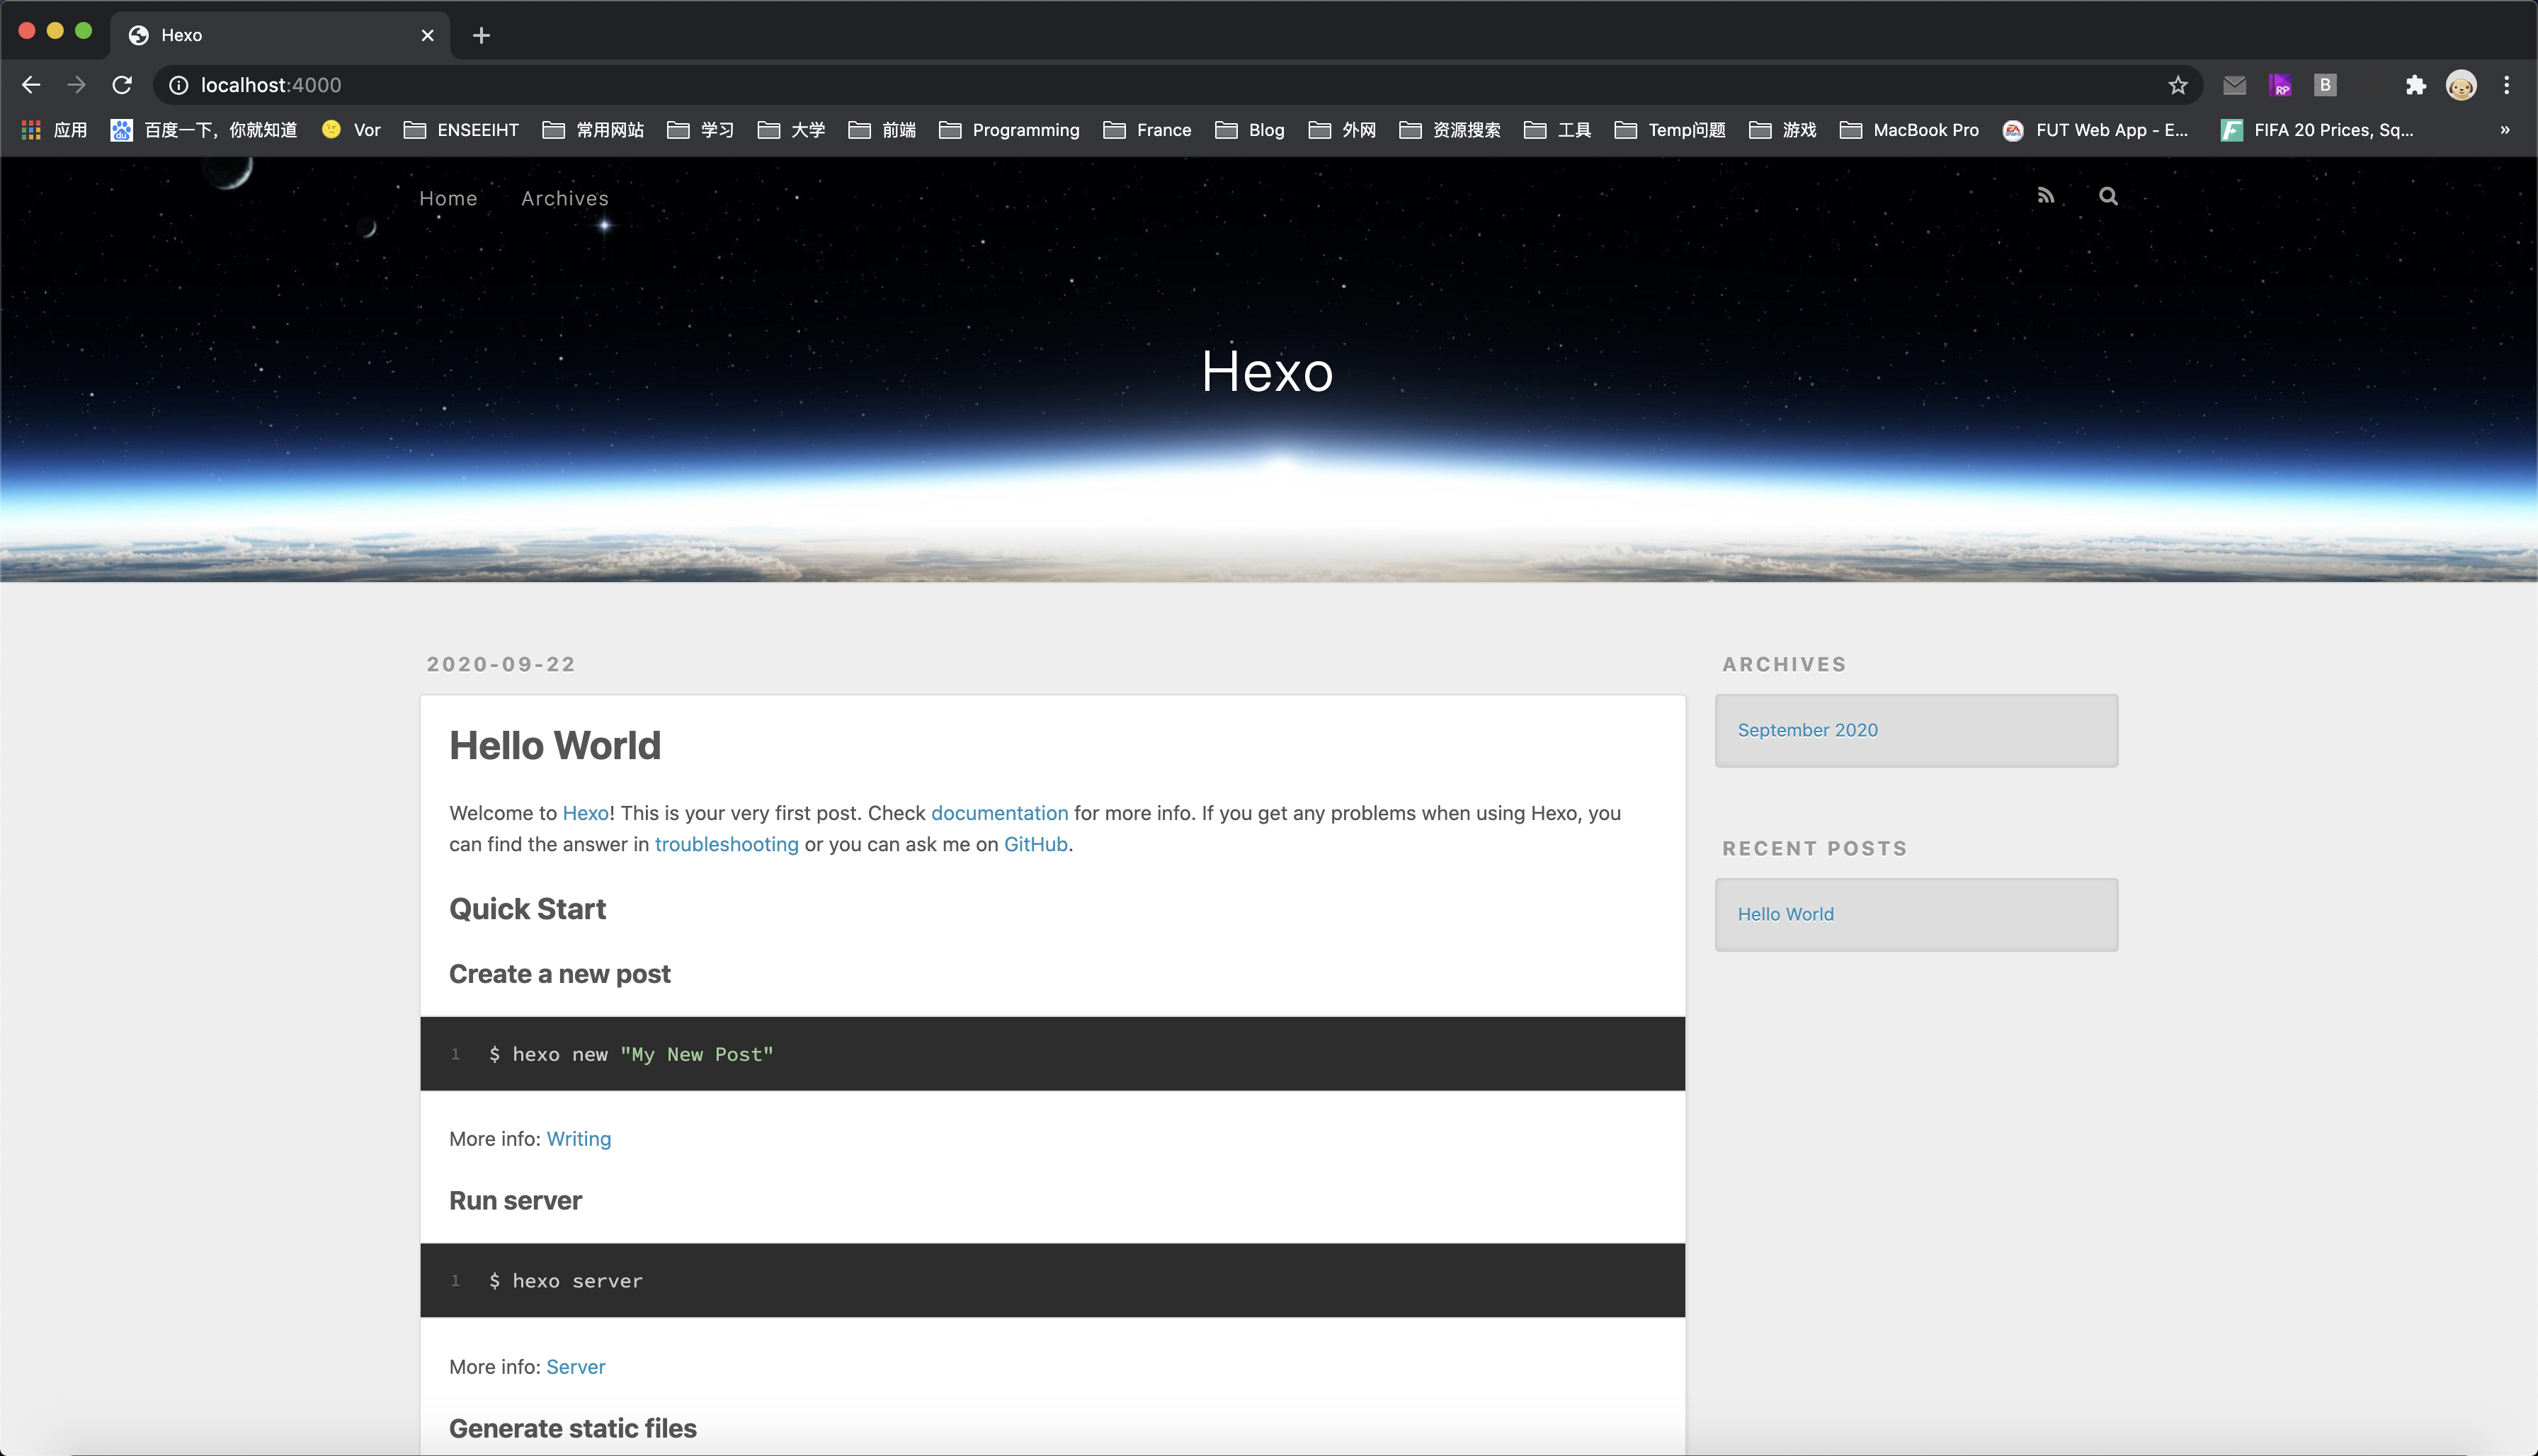 Hexo
localhost:4000
应用 百度一下，你就知道 Vor ENSEEIHT 常用网站 学习 大学 前端 Programming France Blog 外网 资源搜索 工具 Temp问题 游戏 MacBook Pro FUT Web App - E... FIFA 20 Prices, Sq... »
Home Archives
Hexo
2020-09-22
Hello World
Welcome to Hexo! This is your very first post. Check documentation for more info. If you get any problems when using Hexo, you
can find the answer in troubleshooting or you can ask me on GitHub.
Quick Start
Create a new post
1 $ hexo new "My New Post"
More info: Writing
Run server
1 $ hexo server
More info: Server
Generate static files
ARCHIVES
September 2020
RECENT POSTS
Hello World